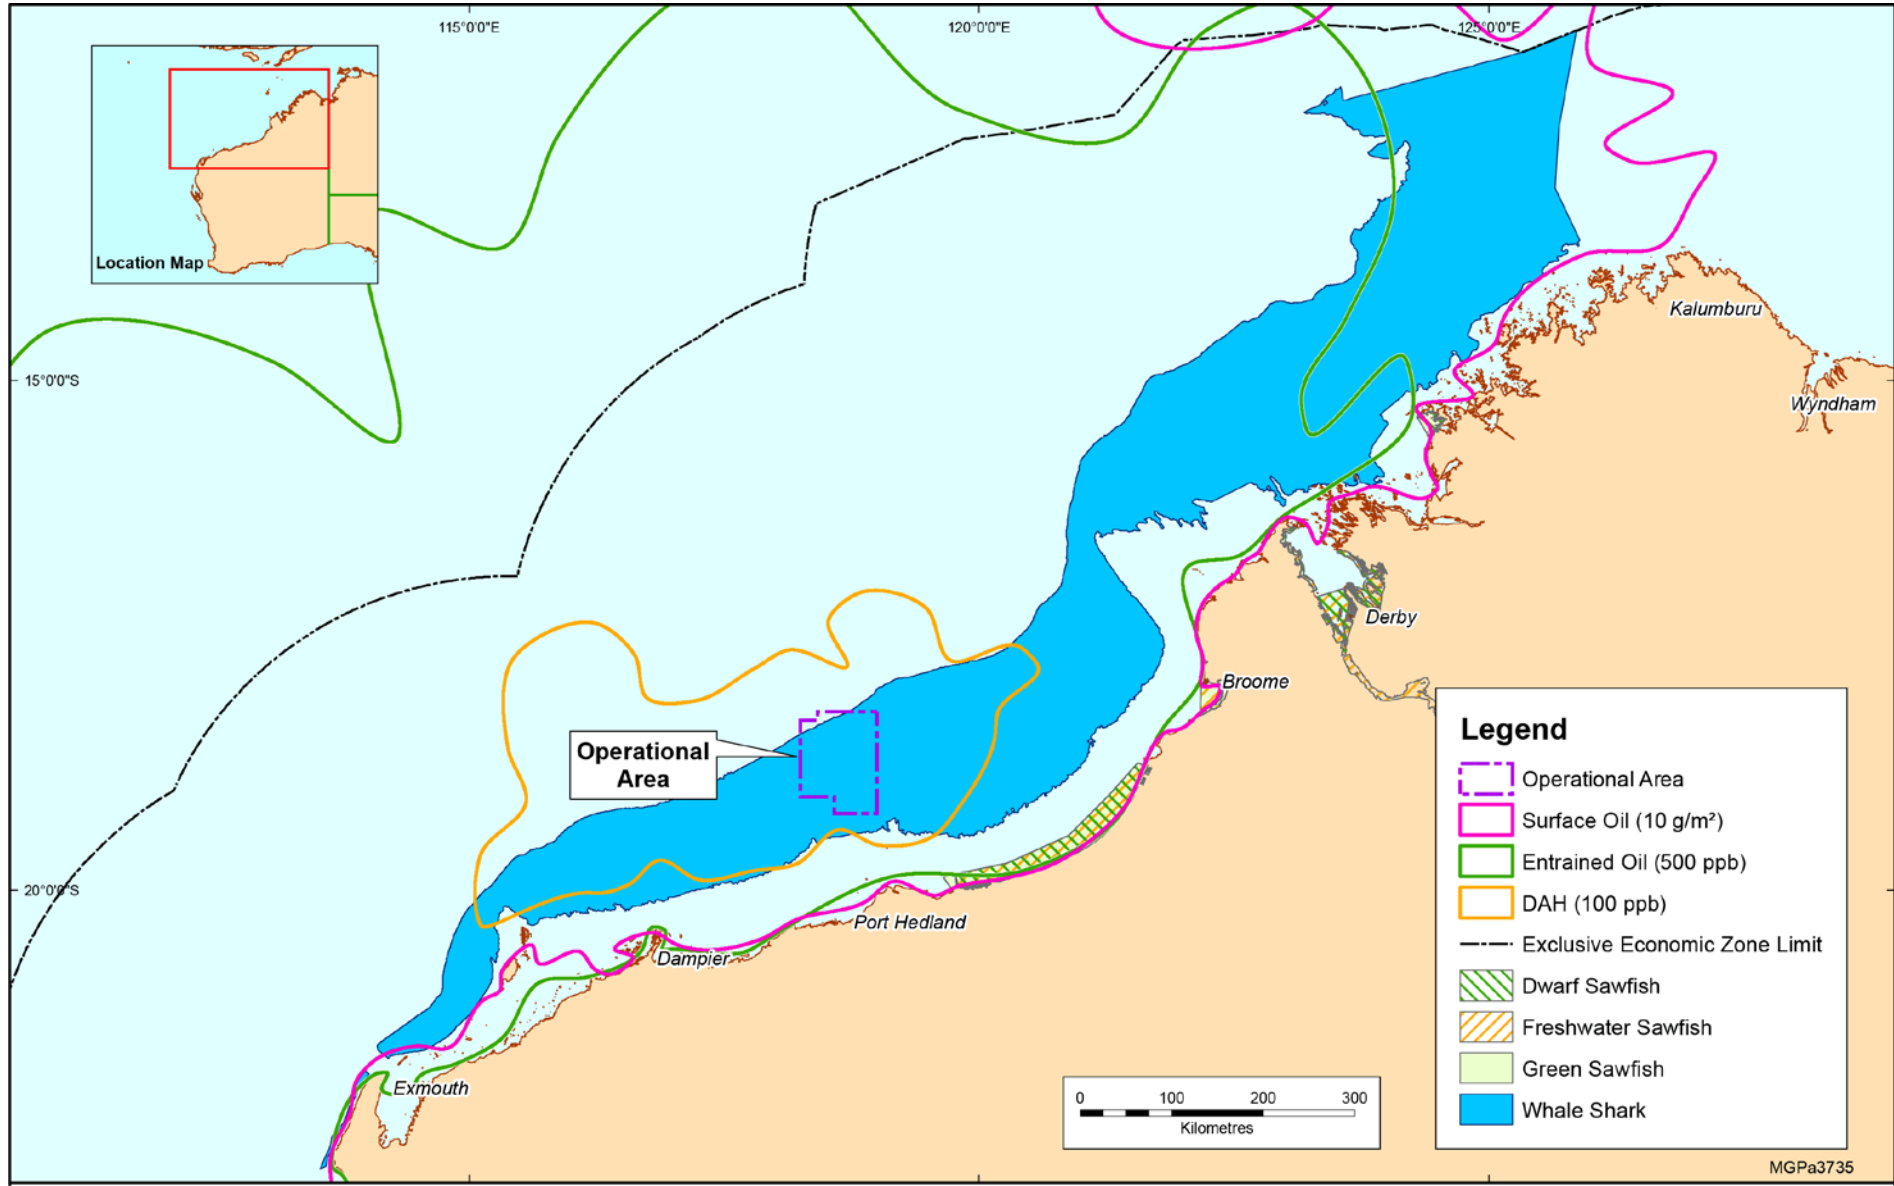 115°0'0"E
120°0'0"E
125°0'0"E
Location Map
Kalumburu
15°0'0"S
Wyndham
Derby
Broome
Operational
Area
20°0'0"S
Port Hedland
Dampier
Exmouth
0 100 200 300
Kilometres
Legend
Operational Area
Surface Oil (10 g/m²)
Entrained Oil (500 ppb)
DAH (100 ppb)
Exclusive Economic Zone Limit
Dwarf Sawfish
Freshwater Sawfish
Green Sawfish
Whale Shark
MGPa3735